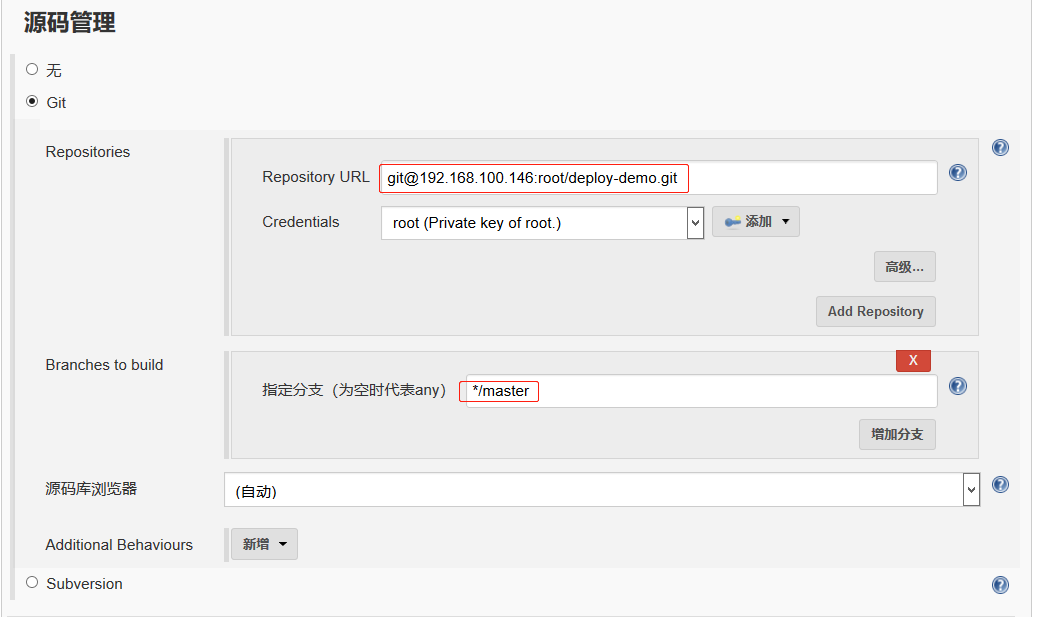 源码管理
无
Git
Repositories
Repository URL git@192.168.100.146:root/deploy-demo.git
Credentials root (Private key of root.) 添加
高级...
Add Repository
Branches to build
X
指定分支（为空时代表any） */master
增加分支
源码库浏览器 (自动)
Additional Behaviours 新增
Subversion